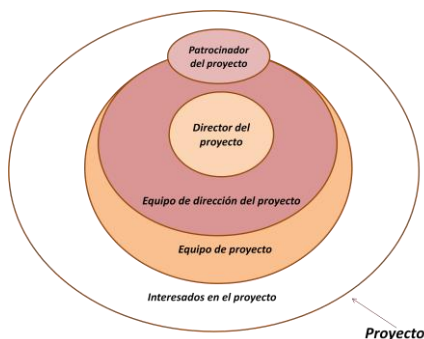 Patrocinador
del proyecto
Director del
proyecto
Equipo de dirección del proyecto
Equipo de proyecto
Interesados en el proyecto
Proyecto